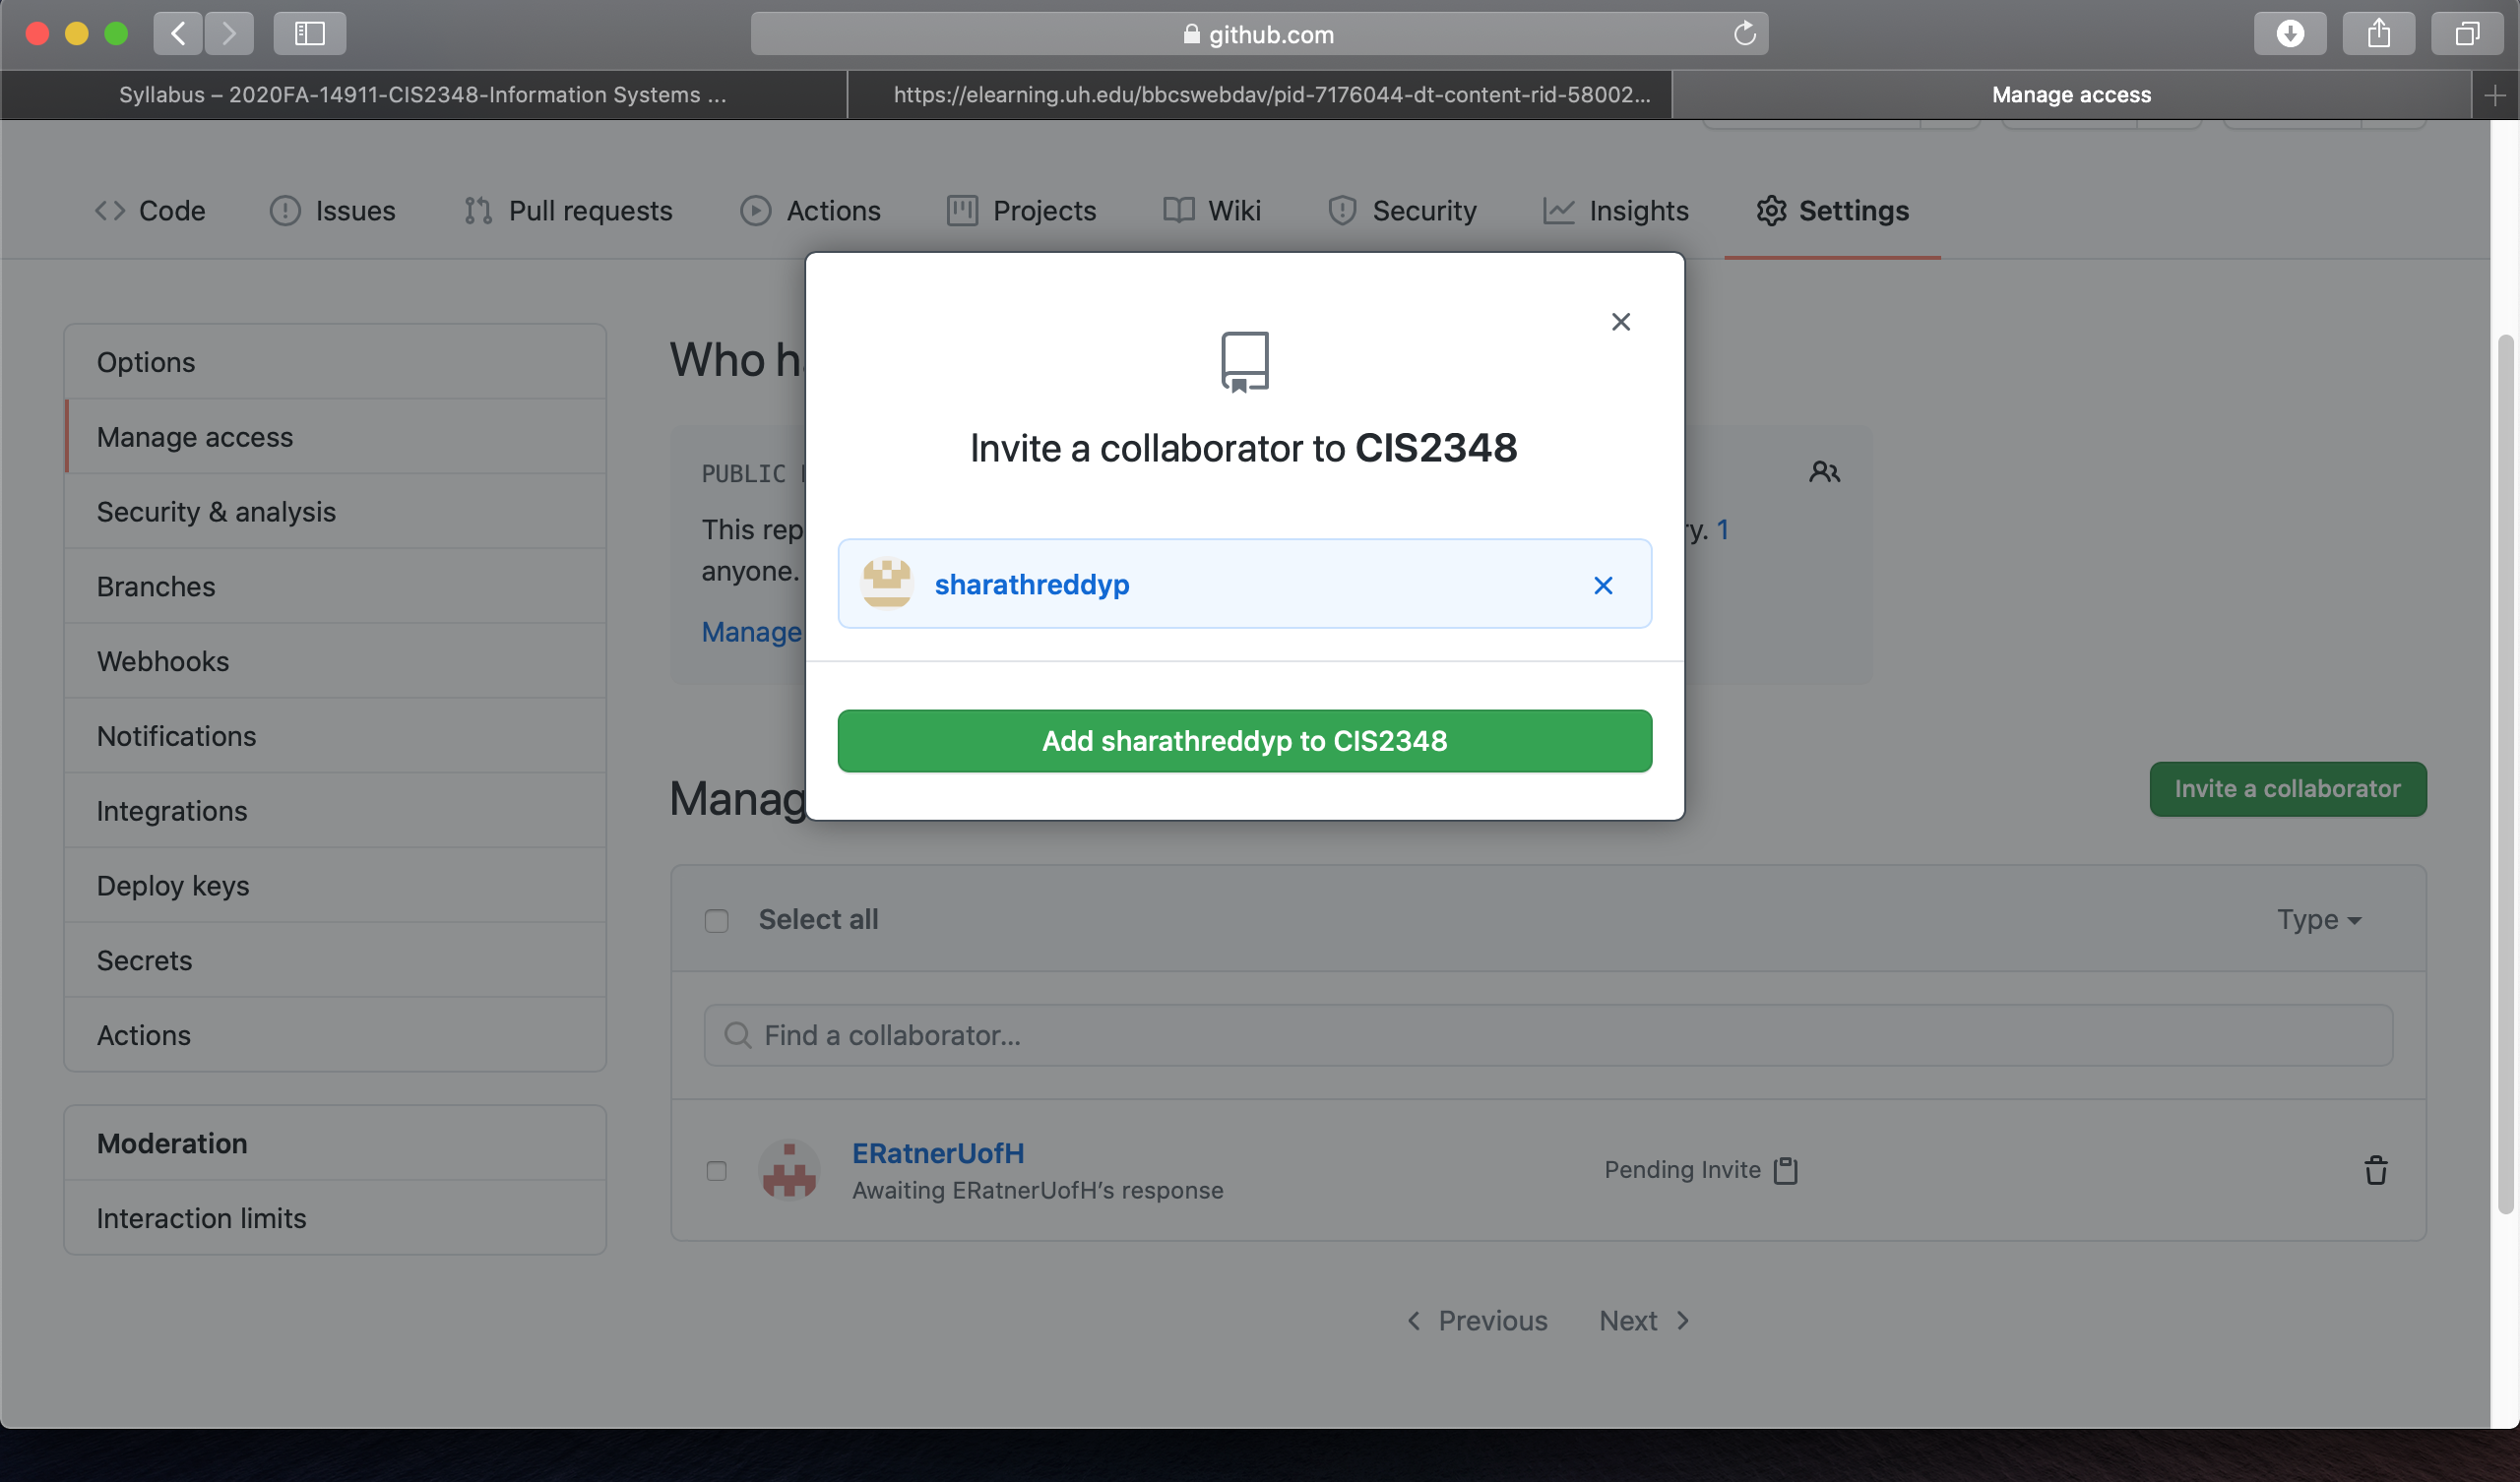 github.com
Syllabus – 2020FA-14911-CIS2348-Information Systems ...
https://elearning.uh.edu/bbcswebdav/pid-7176044-dt-content-rid-58002...
Manage access
Code
Issues
Pull requests
Actions
Projects
Wiki
Security
Insights
Settings
Options
Manage access
Security & analysis
Branches
Webhooks
Notifications
Integrations
Deploy keys
Secrets
Actions
Moderation
Interaction limits
Who
PUBLIC
This
1
anyone.
Manage
Invite a collaborator to CIS2348
sharathreddyp
Add sharathreddyp to CIS2348
Invite a collaborator
Select all
Type
Find a collaborator...
ERatnerUofH
Awaiting ERatnerUofH’s response
Pending Invite
Previous
Next